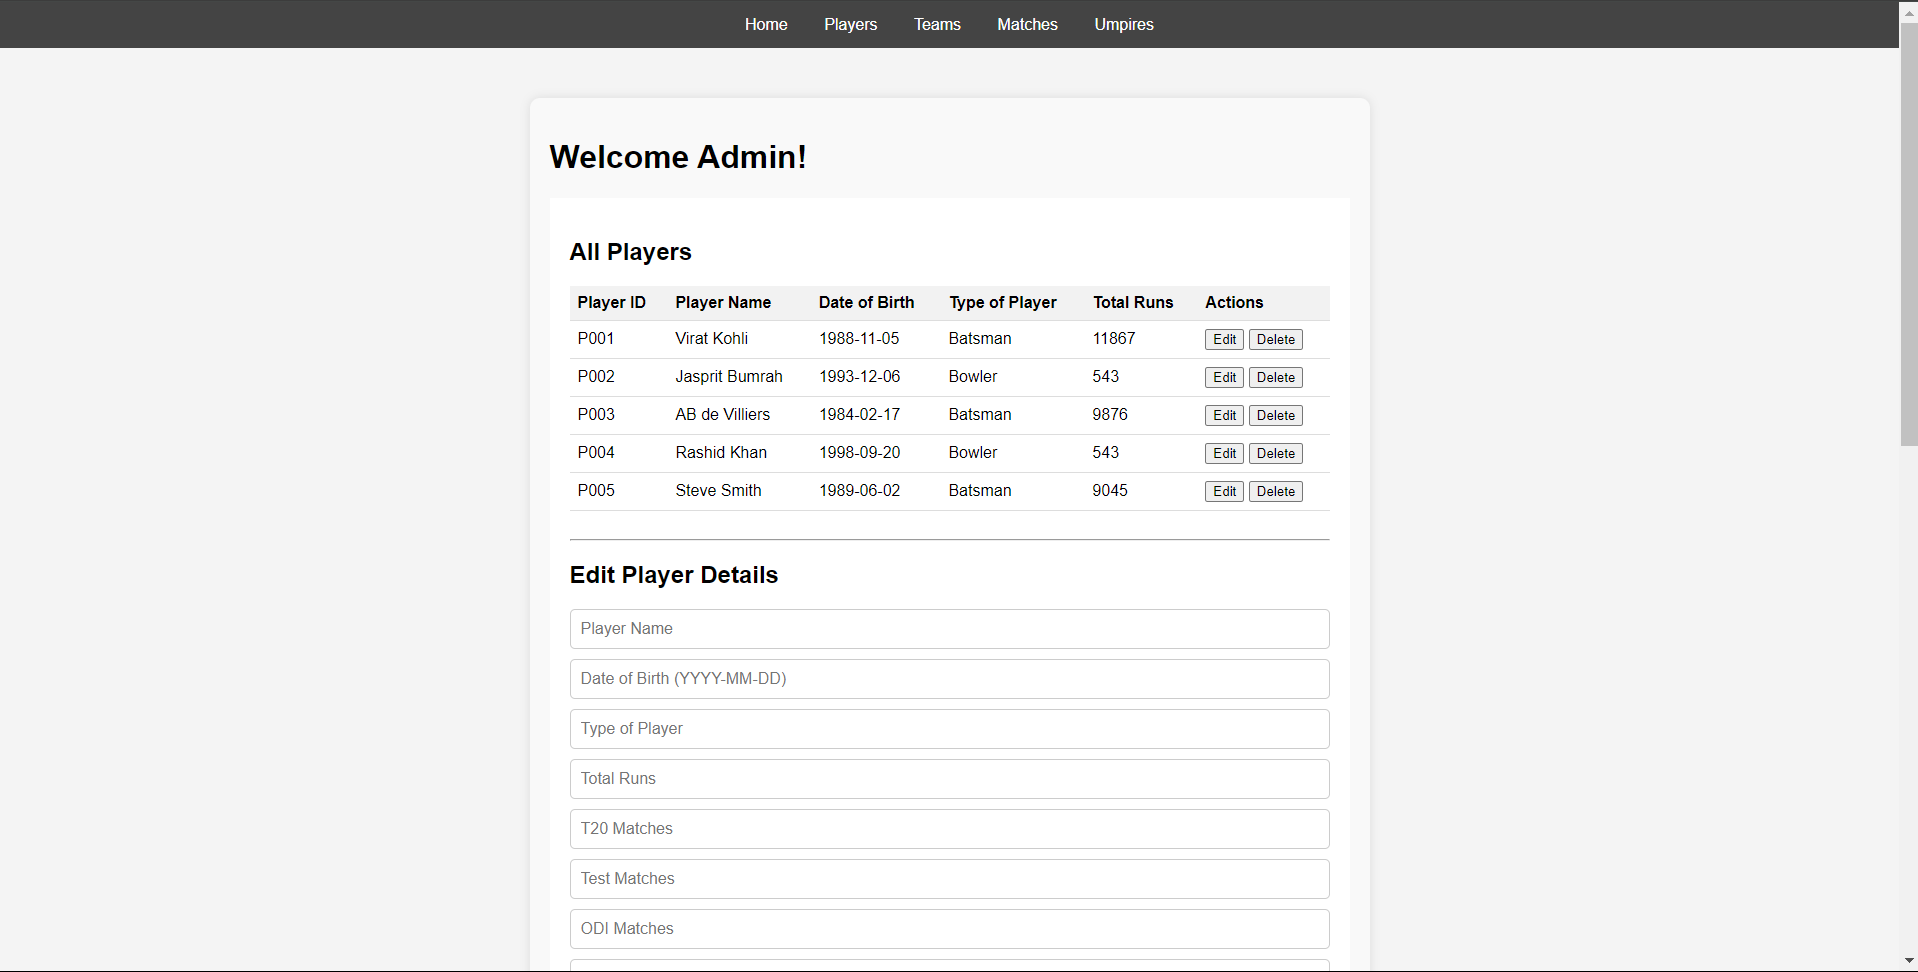 Home Players Teams Matches Umpires
Welcome Admin!
All Players
Player ID Player Name Date of Birth Type of Player Total Runs Actions
P001 Virat Kohli 1988-11-05 Batsman 11867 Edit Delete
P002 Jasprit Bumrah 1993-12-06 Bowler 543 Edit Delete
P003 AB de Villiers 1984-02-17 Batsman 9876 Edit Delete
P004 Rashid Khan 1998-09-20 Bowler 543 Edit Delete
P005 Steve Smith 1989-06-02 Batsman 9045 Edit Delete
Edit Player Details
Player Name
Date of Birth (YYYY-MM-DD)
Type of Player
Total Runs
T20 Matches
Test Matches
ODI Matches